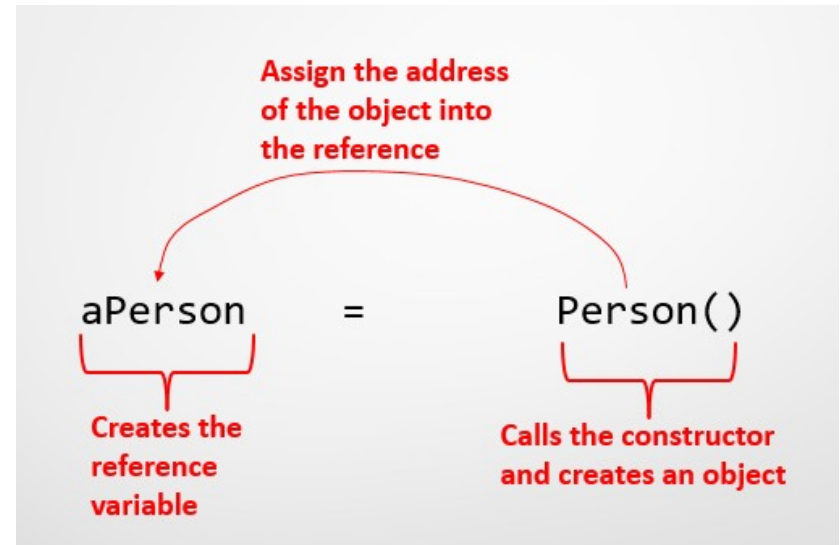 Assign the address
of the object into
the reference
aPerson = Person()
Creates the
reference
variable
Calls the constructor
and creates an object